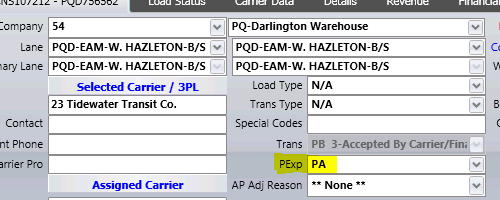 NS107212 - PQD756562 Load Status Carrier Data Details Revenue Financial
Company 54 PQ-Darlington Warehouse
Lane PQD-EAM-W. HAZLETON-B/S PQD-EAM-W. HAZLETON-B/S
nary Lane PQD-EAM-W. HAZLETON-B/S PQD-EAM-W. HAZLETON-B/S
Selected Carrier / 3PL Load Type N/A
23 Tidewater Transit Co. Trans Type N/A
Contact Special Codes
nt Phone Trans PB 3-Accepted By Carrier/Fina
arrier Pro PExp PA
Assigned Carrier AP Adj Reason ** None **